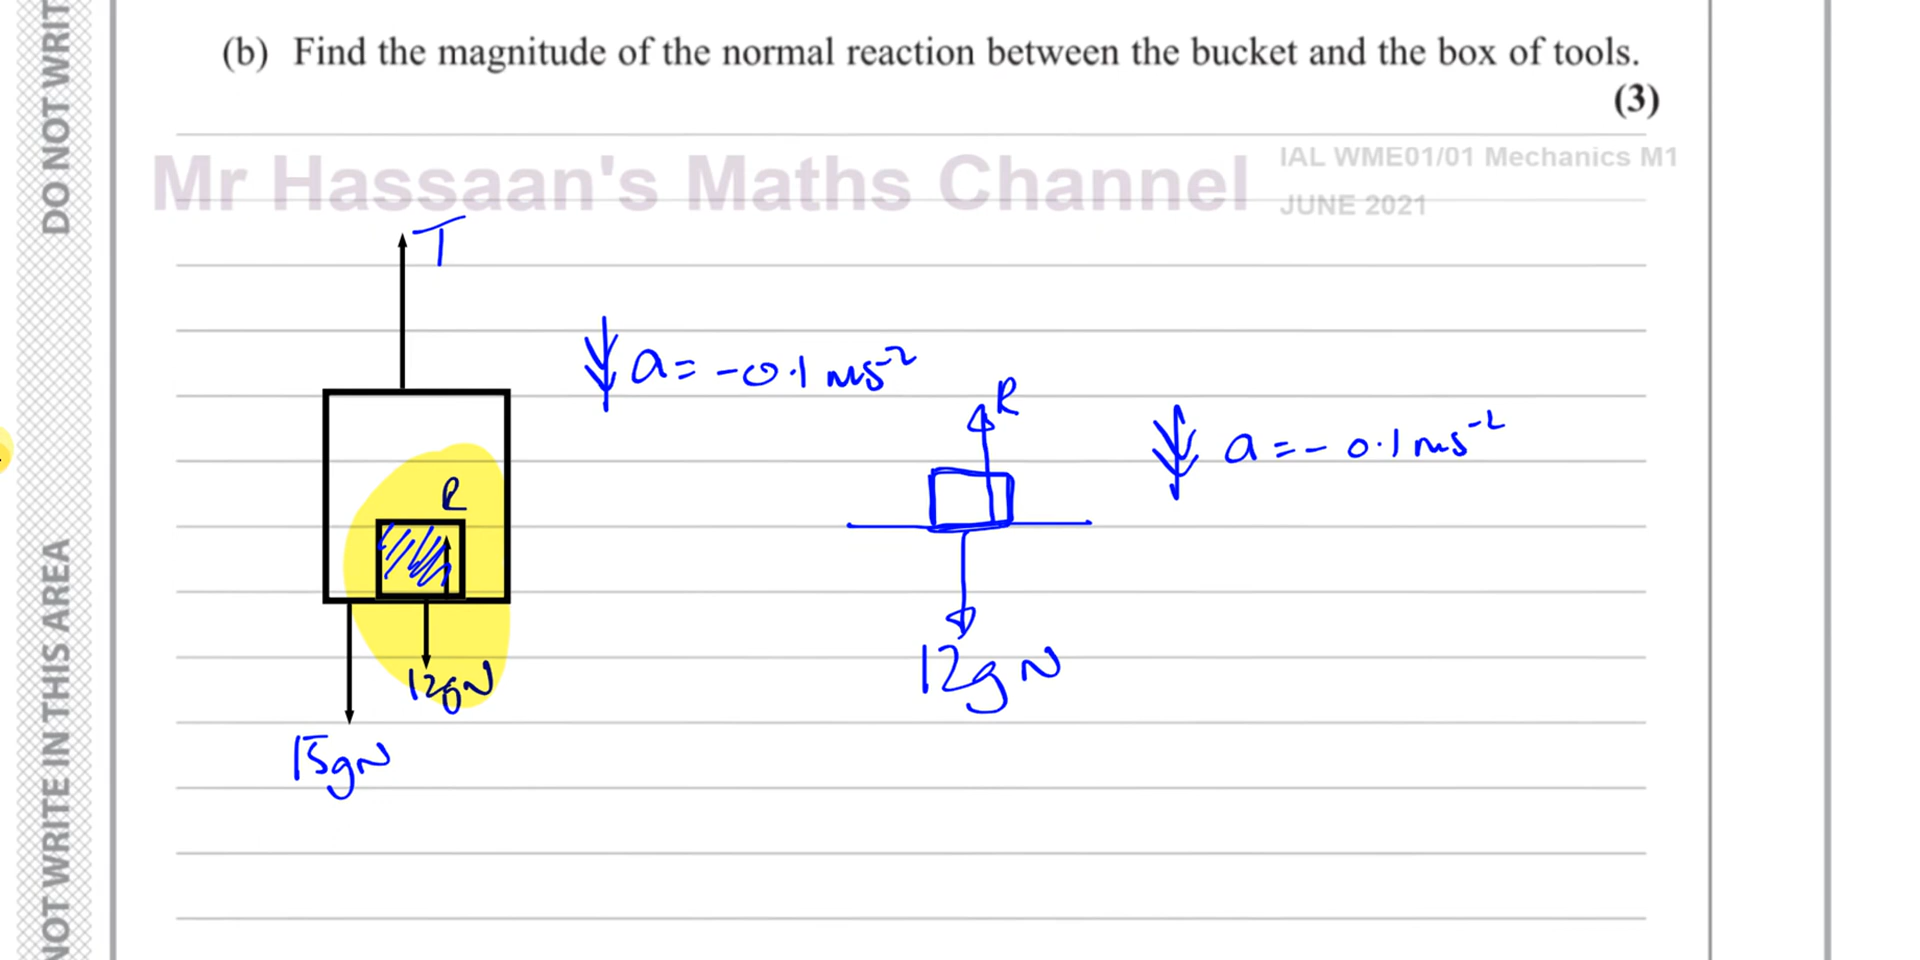 (b) Find the magnitude of the normal reaction between the bucket and the box of tools.
(3)
Mr Hassaan's Maths Channel
IAL WME01/01 Mechanics M1
JUNE 2021
T
a = -0.1 ms⁻²
R
a = - 0.1 ms⁻²
R
12gN
12gN
15gN
DO NOT WRIT
NOT WRITE IN THIS AREA